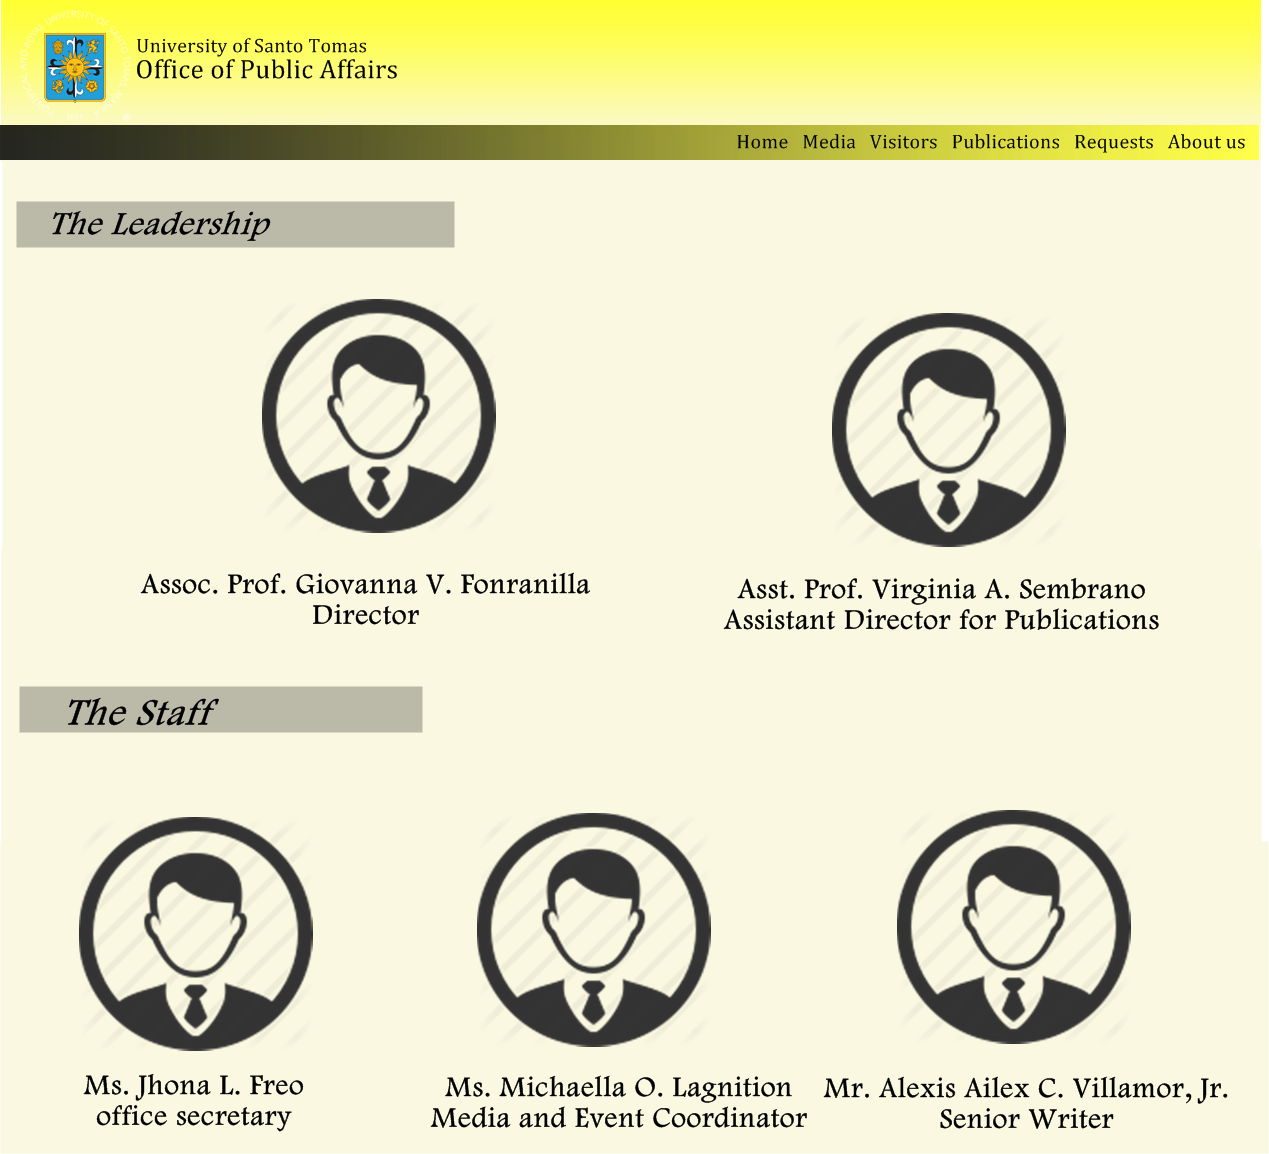 University of Santo Tomas
Office of Public Affairs
Home Media Visitors Publications Requests About us
The Leadership
Assoc. Prof. Giovanna V. Fonranilla
Director
Asst. Prof. Virginia A. Sembrano
Assistant Director for Publications
The Staff
Ms. Jhona L. Freo
office secretary
Ms. Michaella O. Lagnition
Media and Event Coordinator
Mr. Alexis Ailex C. Villamor, Jr.
Senior Writer